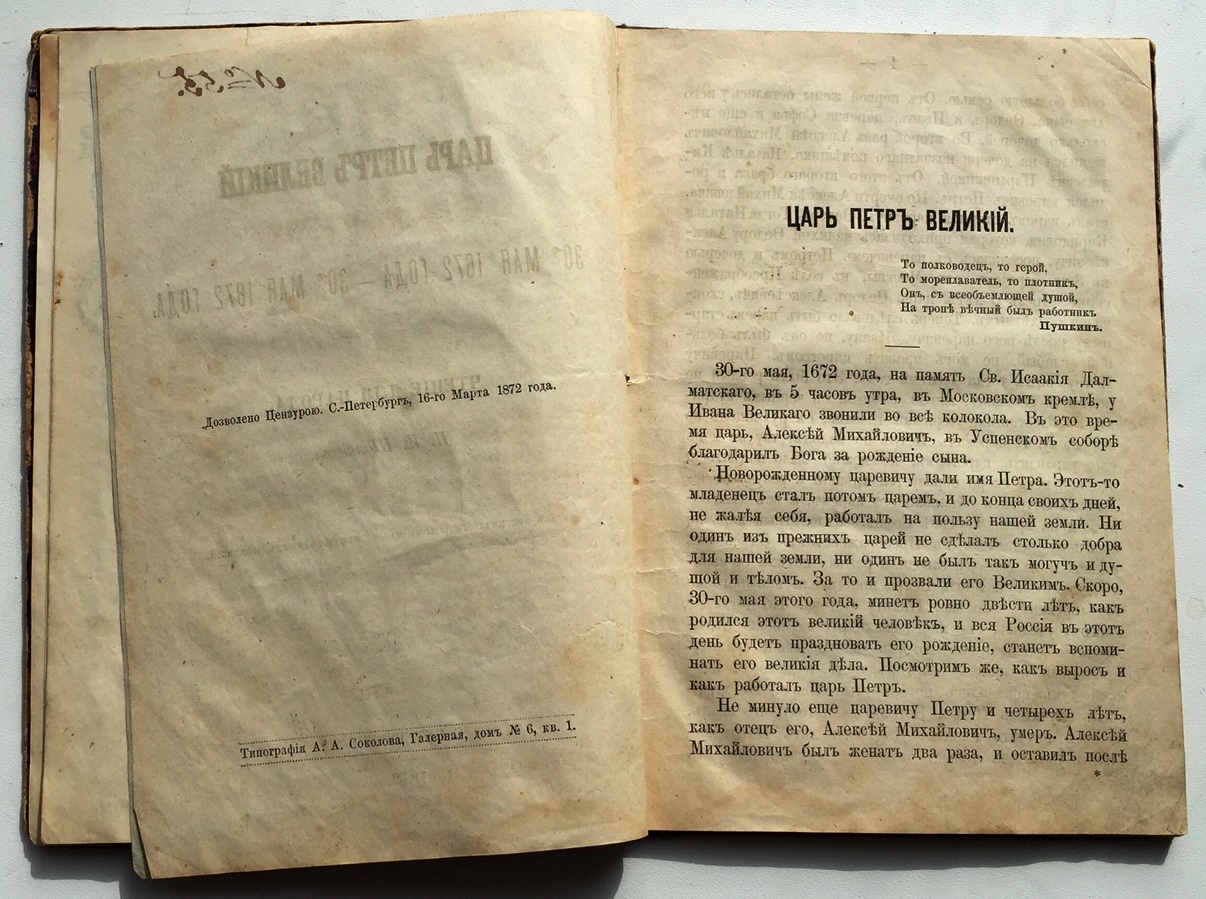 № 55.
Дозволено Цензурою. С.-Петербургъ, 16-го Марта 1872 года.
Типографія А. А. Соколова, Галерная, домъ № 6, кв. 1.
ЦАРЬ ПЕТРЪ ВЕЛИКІЙ.
То полководецъ, то герой,
То мореплаватель, то плотникъ,
Онъ, съ всеобъемлющей душой,
На тронѣ вѣчный былъ работникъ
Пушкинъ.
30-го мая, 1672 года, на память Св. Исаакія Дал-
матскаго, въ 5 часовъ утра, въ Московскомъ кремлѣ, у
Ивана Великаго звонили во всѣ колокола. Въ это вре-
мя царь, Алексѣй Михайловичъ, въ Успенскомъ соборѣ
благодарилъ Бога за рожденіе сына.
Новорожденному царевичу дали имя Петра. Этотъ-то
младенецъ сталъ потомъ царемъ, и до конца своихъ дней,
не жалѣя себя, работалъ на пользу нашей земли. Ни
одинъ изъ прежнихъ царей не сдѣлалъ столько добра
для нашей земли, ни одинъ не былъ такъ могучъ и ду-
шой и тѣломъ. За то и прозвали его Великимъ. Скоро,
30-го мая этого года, минетъ ровно двѣсти лѣтъ, какъ
родился этотъ великій человѣкъ, и вся Россія въ этотъ
день будетъ праздновать его рожденіе, станетъ вспоми-
нать его великія дѣла. Посмотримъ же, какъ выросъ и
какъ работалъ царь Петръ.
Не минуло еще царевичу Петру и четырехъ лѣтъ,
какъ отецъ его, Алексѣй Михайловичъ, умеръ. Алексѣй
Михайловичъ былъ женатъ два раза, и оставилъ послѣ
*